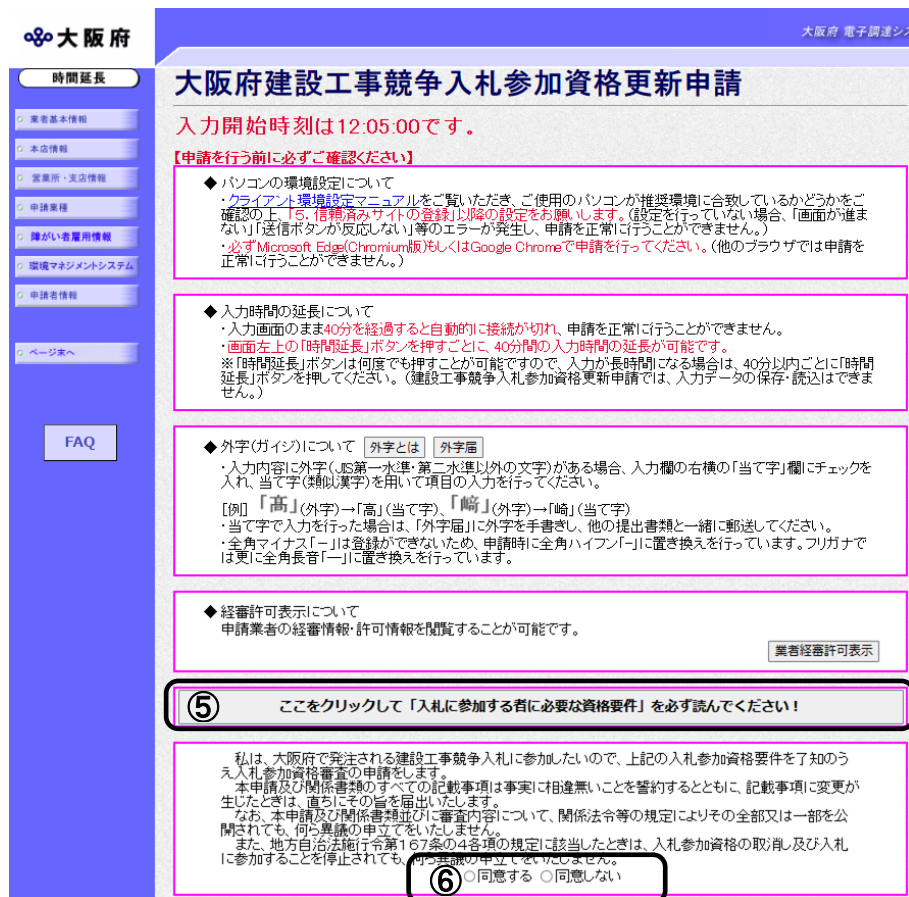 大阪府
大阪府 電子調達シス
時間延長
業者基本情報
本店情報
営業所・支店情報
申請業種
障がい者雇用情報
環境マネジメントシステム
申請者情報
ページ末へ
FAQ
大阪府建設工事競争入札参加資格更新申請
入力開始時刻は12:05:00です。
【申請を行う前に必ずご確認ください】
◆パソコンの環境設定について
・クライアント環境設定マニュアルをご覧いただき、ご使用のパソコンが推奨環境に合致しているかどうかをご
確認の上、「5. 信頼済みサイトの登録」以降の設定をお願いします。(設定を行っていない場合、「画面が進ま
ない」「送信ボタンが反応しない」等のエラーが発生し、申請を正常に行うことができません。)
・必ずMicrosoft Edge(Chromium版)もしくはGoogle Chromeで申請を行ってください。(他のブラウザでは申請を
正常に行うことができません。)
◆入力時間の延長について
・入力画面のまま40分を経過すると自動的に接続が切れ、申請を正常に行うことができません。
・画面左上の「時間延長」ボタンを押すごとに、40分間の入力時間の延長が可能です。
※「時間延長」ボタンは何度でも押すことが可能ですので、入力が長時間になる場合は、40分以内ごとに「時間
延長」ボタンを押してください。(建設工事競争入札参加資格更新申請では、入力データの保存・読込はできま
せん。)
◆外字(ガイジ)について 外字とは 外字届
・入力内容に外字(JIS第一水準・第二水準以外の文字)がある場合、入力欄の右横の「当て字」欄にチェックを
入れ、当て字(類似漢字)を用いて項目の入力を行ってください。
[例]「髙」(外字)→「高」(当て字)、「﨑」(外字)→「崎」(当て字)
・当て字で入力を行った場合は、「外字届」に外字を手書きし、他の提出書類と一緒に郵送してください。
・全角マイナス「－」は登録ができないため、申請時に全角ハイフン「-」に置き換えを行っています。フリガナで
は更に全角長音「ー」に置き換えを行っています。
◆経審許可表示について
申請業者の経審情報・許可情報を閲覧することが可能です。
業者経審許可表示
⑤ ここをクリックして「入札に参加する者に必要な資格要件」を必ず読んでください！
私は、大阪府で発注される建設工事競争入札に参加したいので、上記の入札参加資格要件を了知のう
え入札参加資格審査の申請をします。
本申請及び関係書類のすべての記載事項は事実に相違無いことを誓約するとともに、記載事項に変更が
生じたときは、直ちにその旨を届出いたします。
なお、本申請及び関係書類並びに審査内容について、関係法令等の規定によりその全部又は一部を公
開されても、何ら異議の申立てをいたしません。
また、地方自治法施行令第167条の4各項の規定に該当したときは、入札参加資格の取消し及び入札
に参加することを停止されても、何ら異議の申立てをいたしません。
⑥ ○同意する ○同意しない